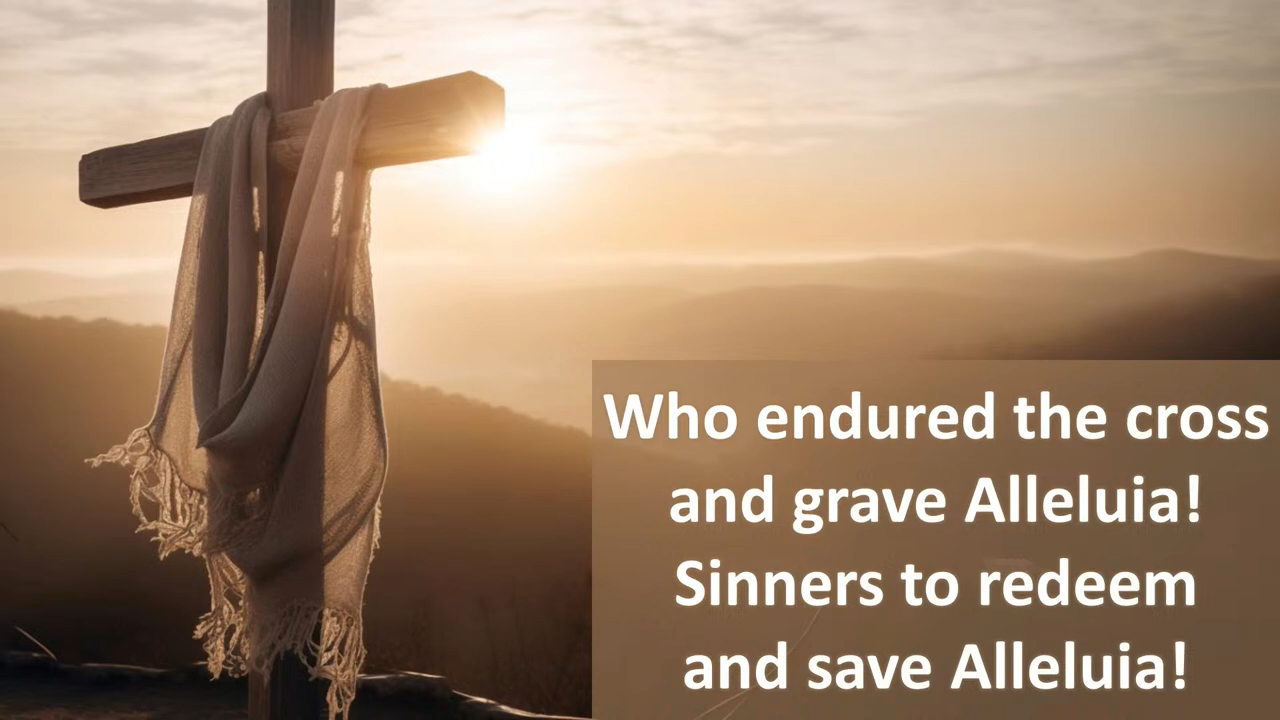 Who endured the cross
and grave Alleluia!
Sinners to redeem
and save Alleluia!